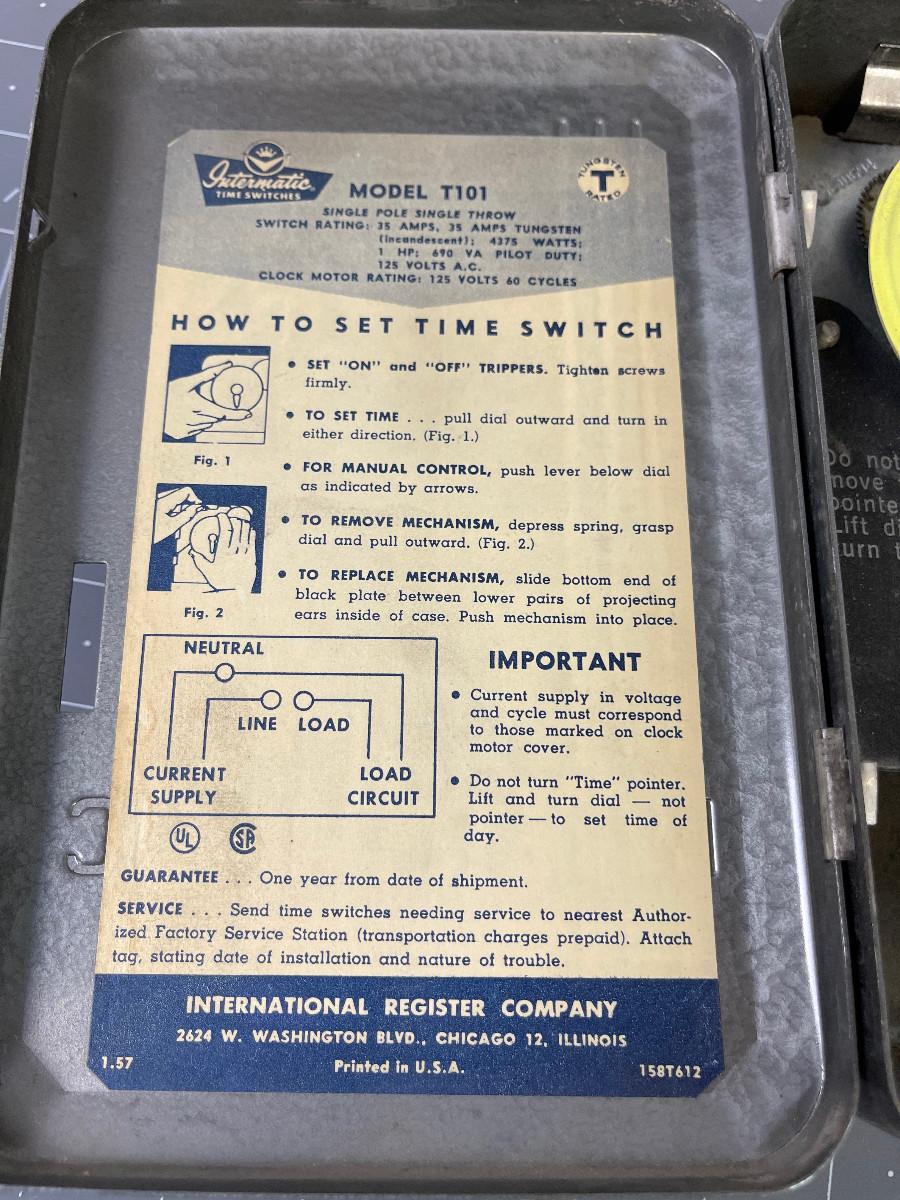 Intermatic
TIME SWITCHES
MODEL T101
TUNGSTEN
T
RATED
SINGLE POLE SINGLE THROW
SWITCH RATING: 35 AMPS, 35 AMPS TUNGSTEN
(incandescent); 4375 WATTS;
1 HP; 690 VA PILOT DUTY;
125 VOLTS A.C.
CLOCK MOTOR RATING: 125 VOLTS 60 CYCLES
HOW TO SET TIME SWITCH
• SET "ON" and "OFF" TRIPPERS. Tighten screws
firmly.
• TO SET TIME . . . pull dial outward and turn in
either direction. (Fig. 1.)
Fig. 1
• FOR MANUAL CONTROL, push lever below dial
as indicated by arrows.
• TO REMOVE MECHANISM, depress spring, grasp
dial and pull outward. (Fig. 2.)
• TO REPLACE MECHANISM, slide bottom end of
black plate between lower pairs of projecting
ears inside of case. Push mechanism into place.
Fig. 2
NEUTRAL
LINE LOAD
CURRENT
SUPPLY
LOAD
CIRCUIT
IMPORTANT
• Current supply in voltage
and cycle must correspond
to those marked on clock
motor cover.
• Do not turn "Time" pointer.
Lift and turn dial — not
pointer — to set time of
day.
UL SA
GUARANTEE . . . One year from date of shipment.
SERVICE . . . Send time switches needing service to nearest Author-
ized Factory Service Station (transportation charges prepaid). Attach
tag, stating date of installation and nature of trouble.
INTERNATIONAL REGISTER COMPANY
2624 W. WASHINGTON BLVD., CHICAGO 12, ILLINOIS
1.57
Printed in U.S.A.
158T612
Do not
move
pointe
Lift di
turn t